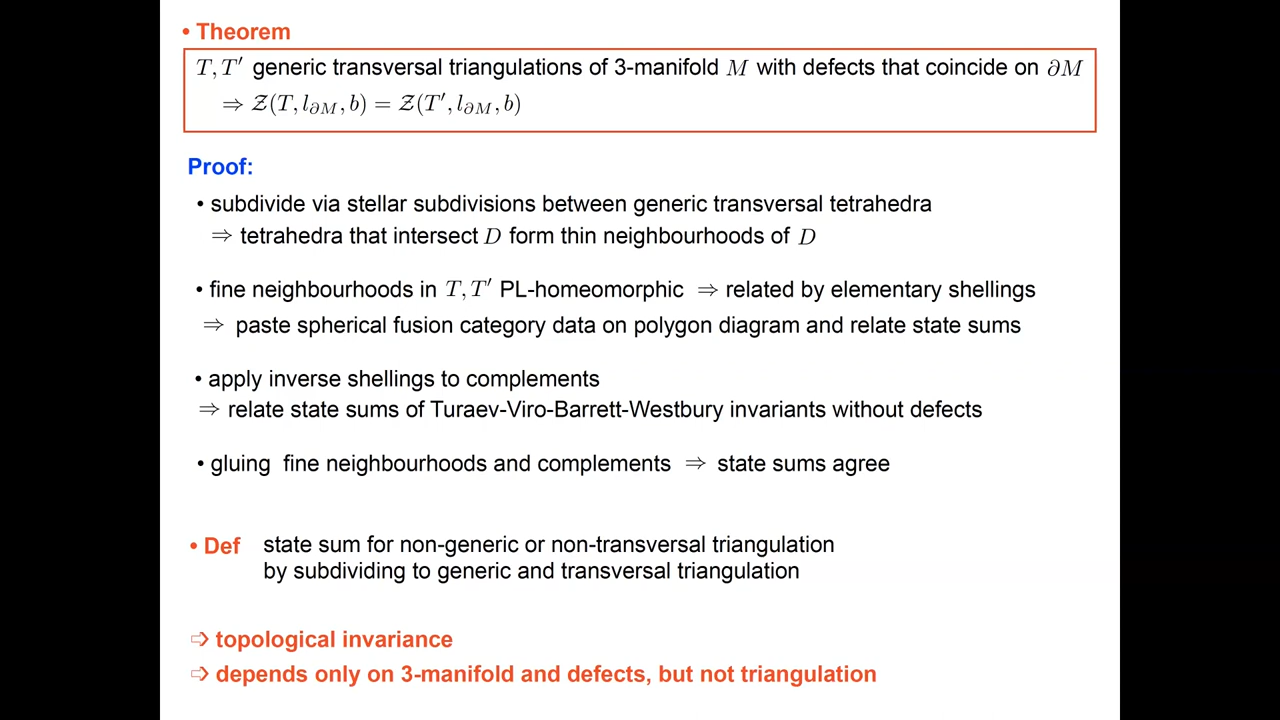 • Theorem
T, T′ generic transversal triangulations of 3-manifold M with defects that coincide on ∂M
⇒ 𝒵(T, l_{∂M}, b) = 𝒵(T′, l_{∂M}, b)
Proof:
• subdivide via stellar subdivisions between generic transversal tetrahedra
⇒ tetrahedra that intersect D form thin neighbourhoods of D
• fine neighbourhoods in T, T′ PL-homeomorphic ⇒ related by elementary shellings
⇒ paste spherical fusion category data on polygon diagram and relate state sums
• apply inverse shellings to complements
⇒ relate state sums of Turaev-Viro-Barrett-Westbury invariants without defects
• gluing fine neighbourhoods and complements ⇒ state sums agree
• Def state sum for non-generic or non-transversal triangulation
by subdividing to generic and transversal triangulation
⇨ topological invariance
⇨ depends only on 3-manifold and defects, but not triangulation